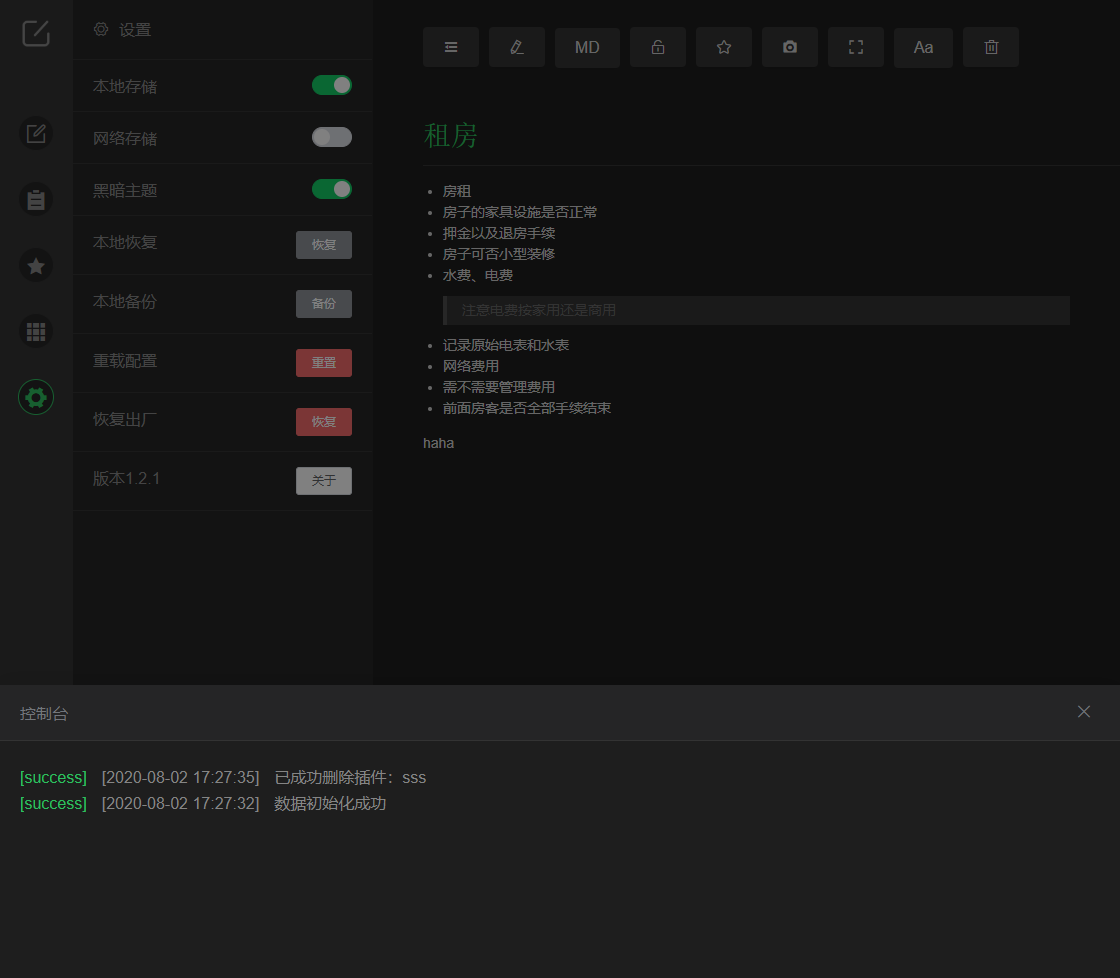 设置
本地存储
网络存储
黑暗主题
本地恢复 恢复
本地备份 备份
重载配置 重置
恢复出厂 恢复
版本1.2.1 关于
MD Aa
租房
房租
房子的家具设施是否正常
押金以及退房手续
房子可否小型装修
水费、电费
注意电费按家用还是商用
记录原始电表和水表
网络费用
需不需要管理费用
前面房客是否全部手续结束
haha
控制台
[success] [2020-08-02 17:27:35] 已成功删除插件：sss
[success] [2020-08-02 17:27:32] 数据初始化成功